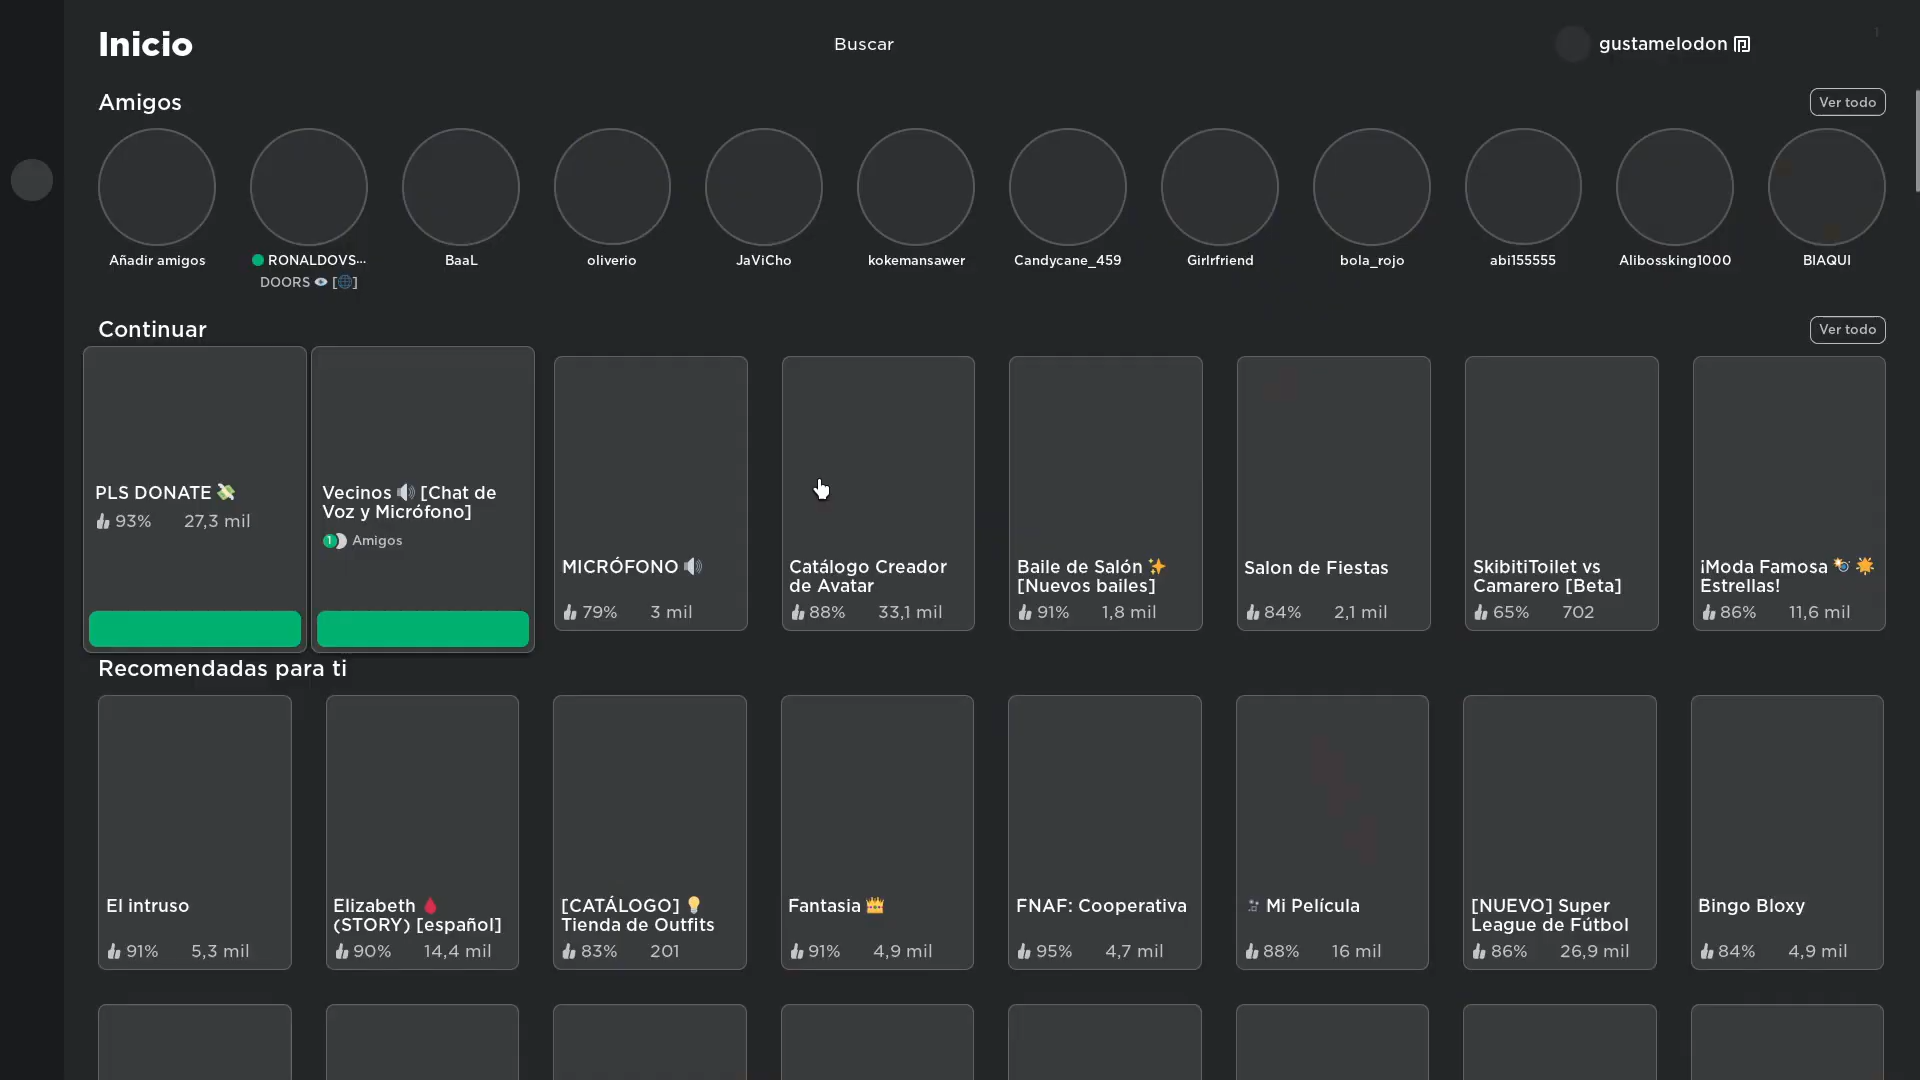 Inicio
Buscar
gustamelodon
Amigos
Ver todo
Añadir amigos
RONALDOVS...
DOORS 👁 [🌐]
BaaL
oliverio
JaViCho
kokemansawer
Candycane_459
Girlrfriend
bola_rojo
abi155555
Alibossking1000
BIAQUI
Continuar
Ver todo
PLS DONATE 💸
93% 27,3 mil
Vecinos 🔊 [Chat de
Voz y Micrófono]
1 Amigos
MICRÓFONO 🔊
79% 3 mil
Catálogo Creador
de Avatar
88% 33,1 mil
Baile de Salón ✨
[Nuevos bailes]
91% 1,8 mil
Salon de Fiestas
84% 2,1 mil
SkibitiToilet vs
Camarero [Beta]
65% 702
¡Moda Famosa 📸 🌟
Estrellas!
86% 11,6 mil
Recomendadas para ti
El intruso
91% 5,3 mil
Elizabeth 🩸
(STORY) [español]
90% 14,4 mil
[CATÁLOGO] 💡
Tienda de Outfits
83% 201
Fantasia 👑
91% 4,9 mil
FNAF: Cooperativa
95% 4,7 mil
Mi Película
88% 16 mil
[NUEVO] Super
League de Fútbol
86% 26,9 mil
Bingo Bloxy
84% 4,9 mil